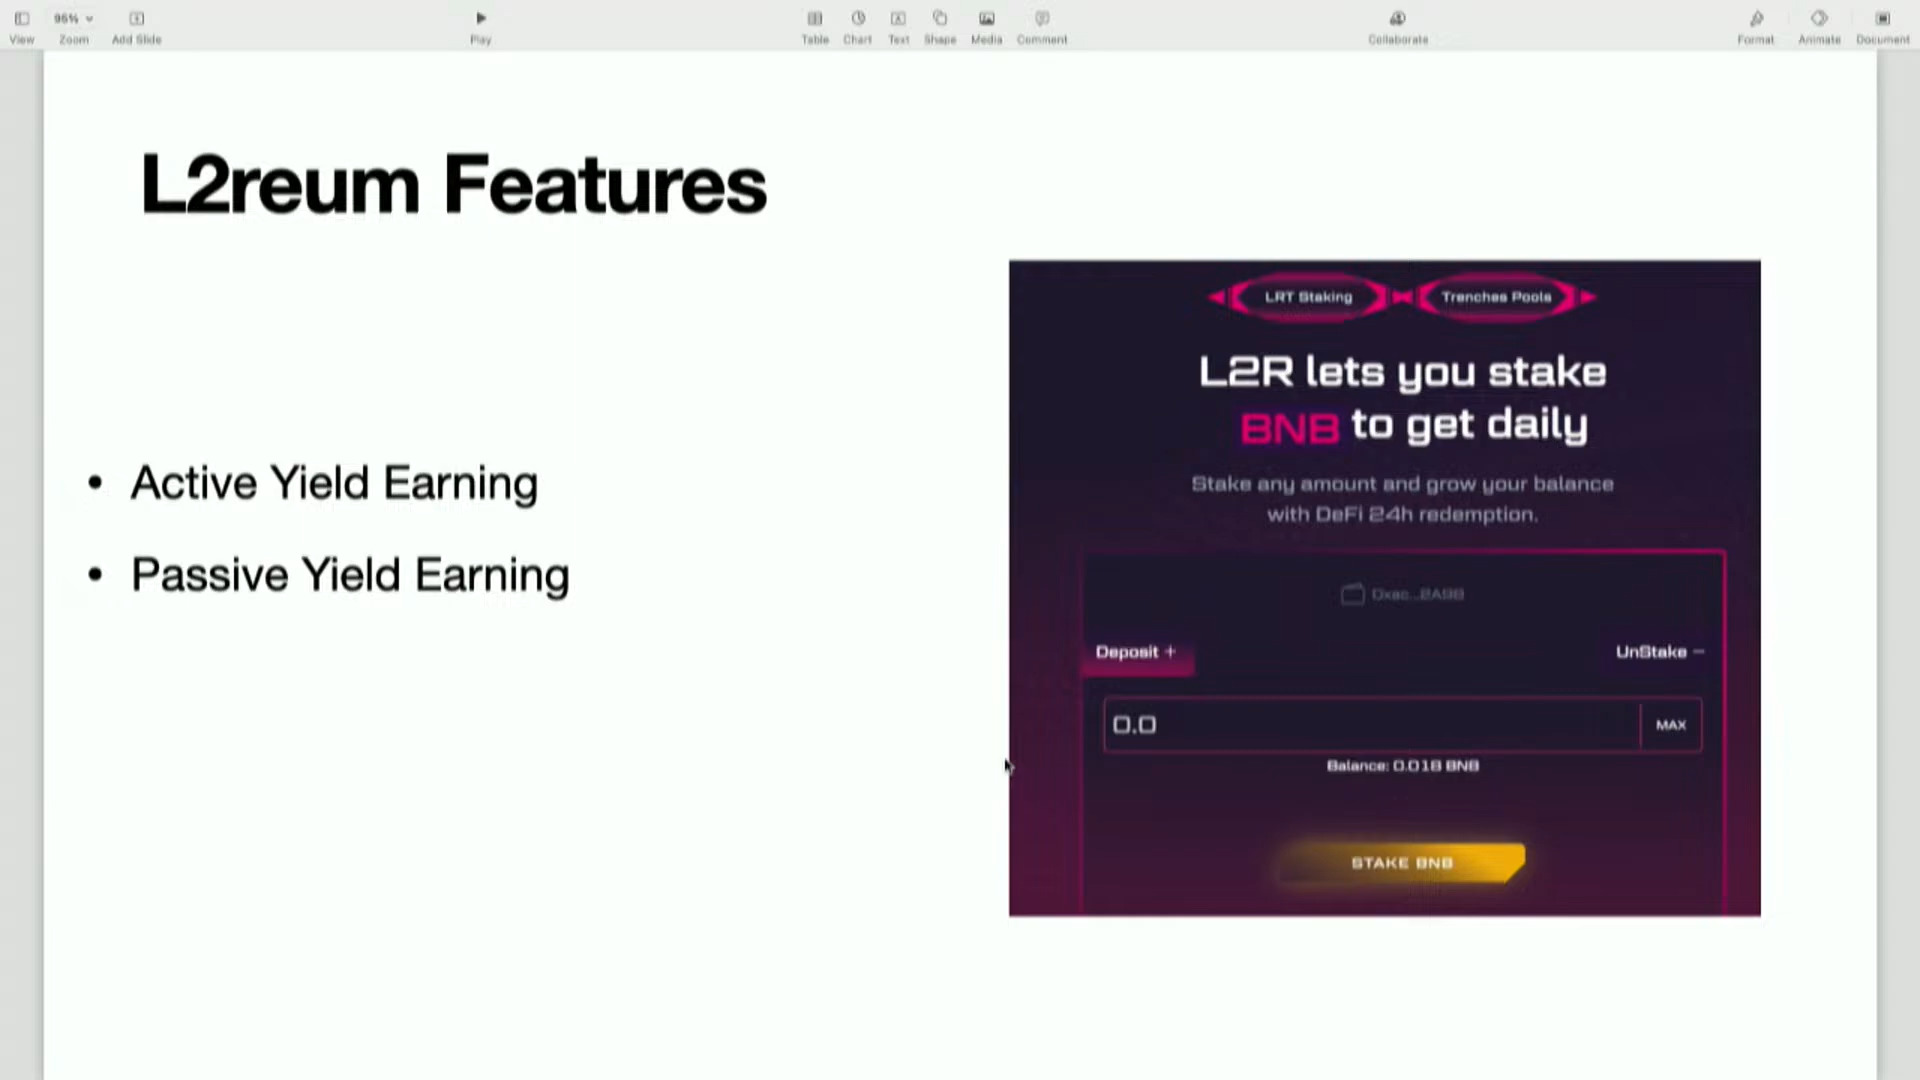 96%
View
Zoom
Add Slide
Play
Table
Chart
Text
Shape
Media
Comment
Collaborate
Format
Animate
Document
L2reum Features
• Active Yield Earning
• Passive Yield Earning
LRT Staking
Trenches Pools
L2R lets you stake
BNB to get daily
Stake any amount and grow your balance
with DeFi 24h redemption.
Deposit +
UnStake −
0.0
MAX
Balance: 0.018 BNB
STAKE BNB